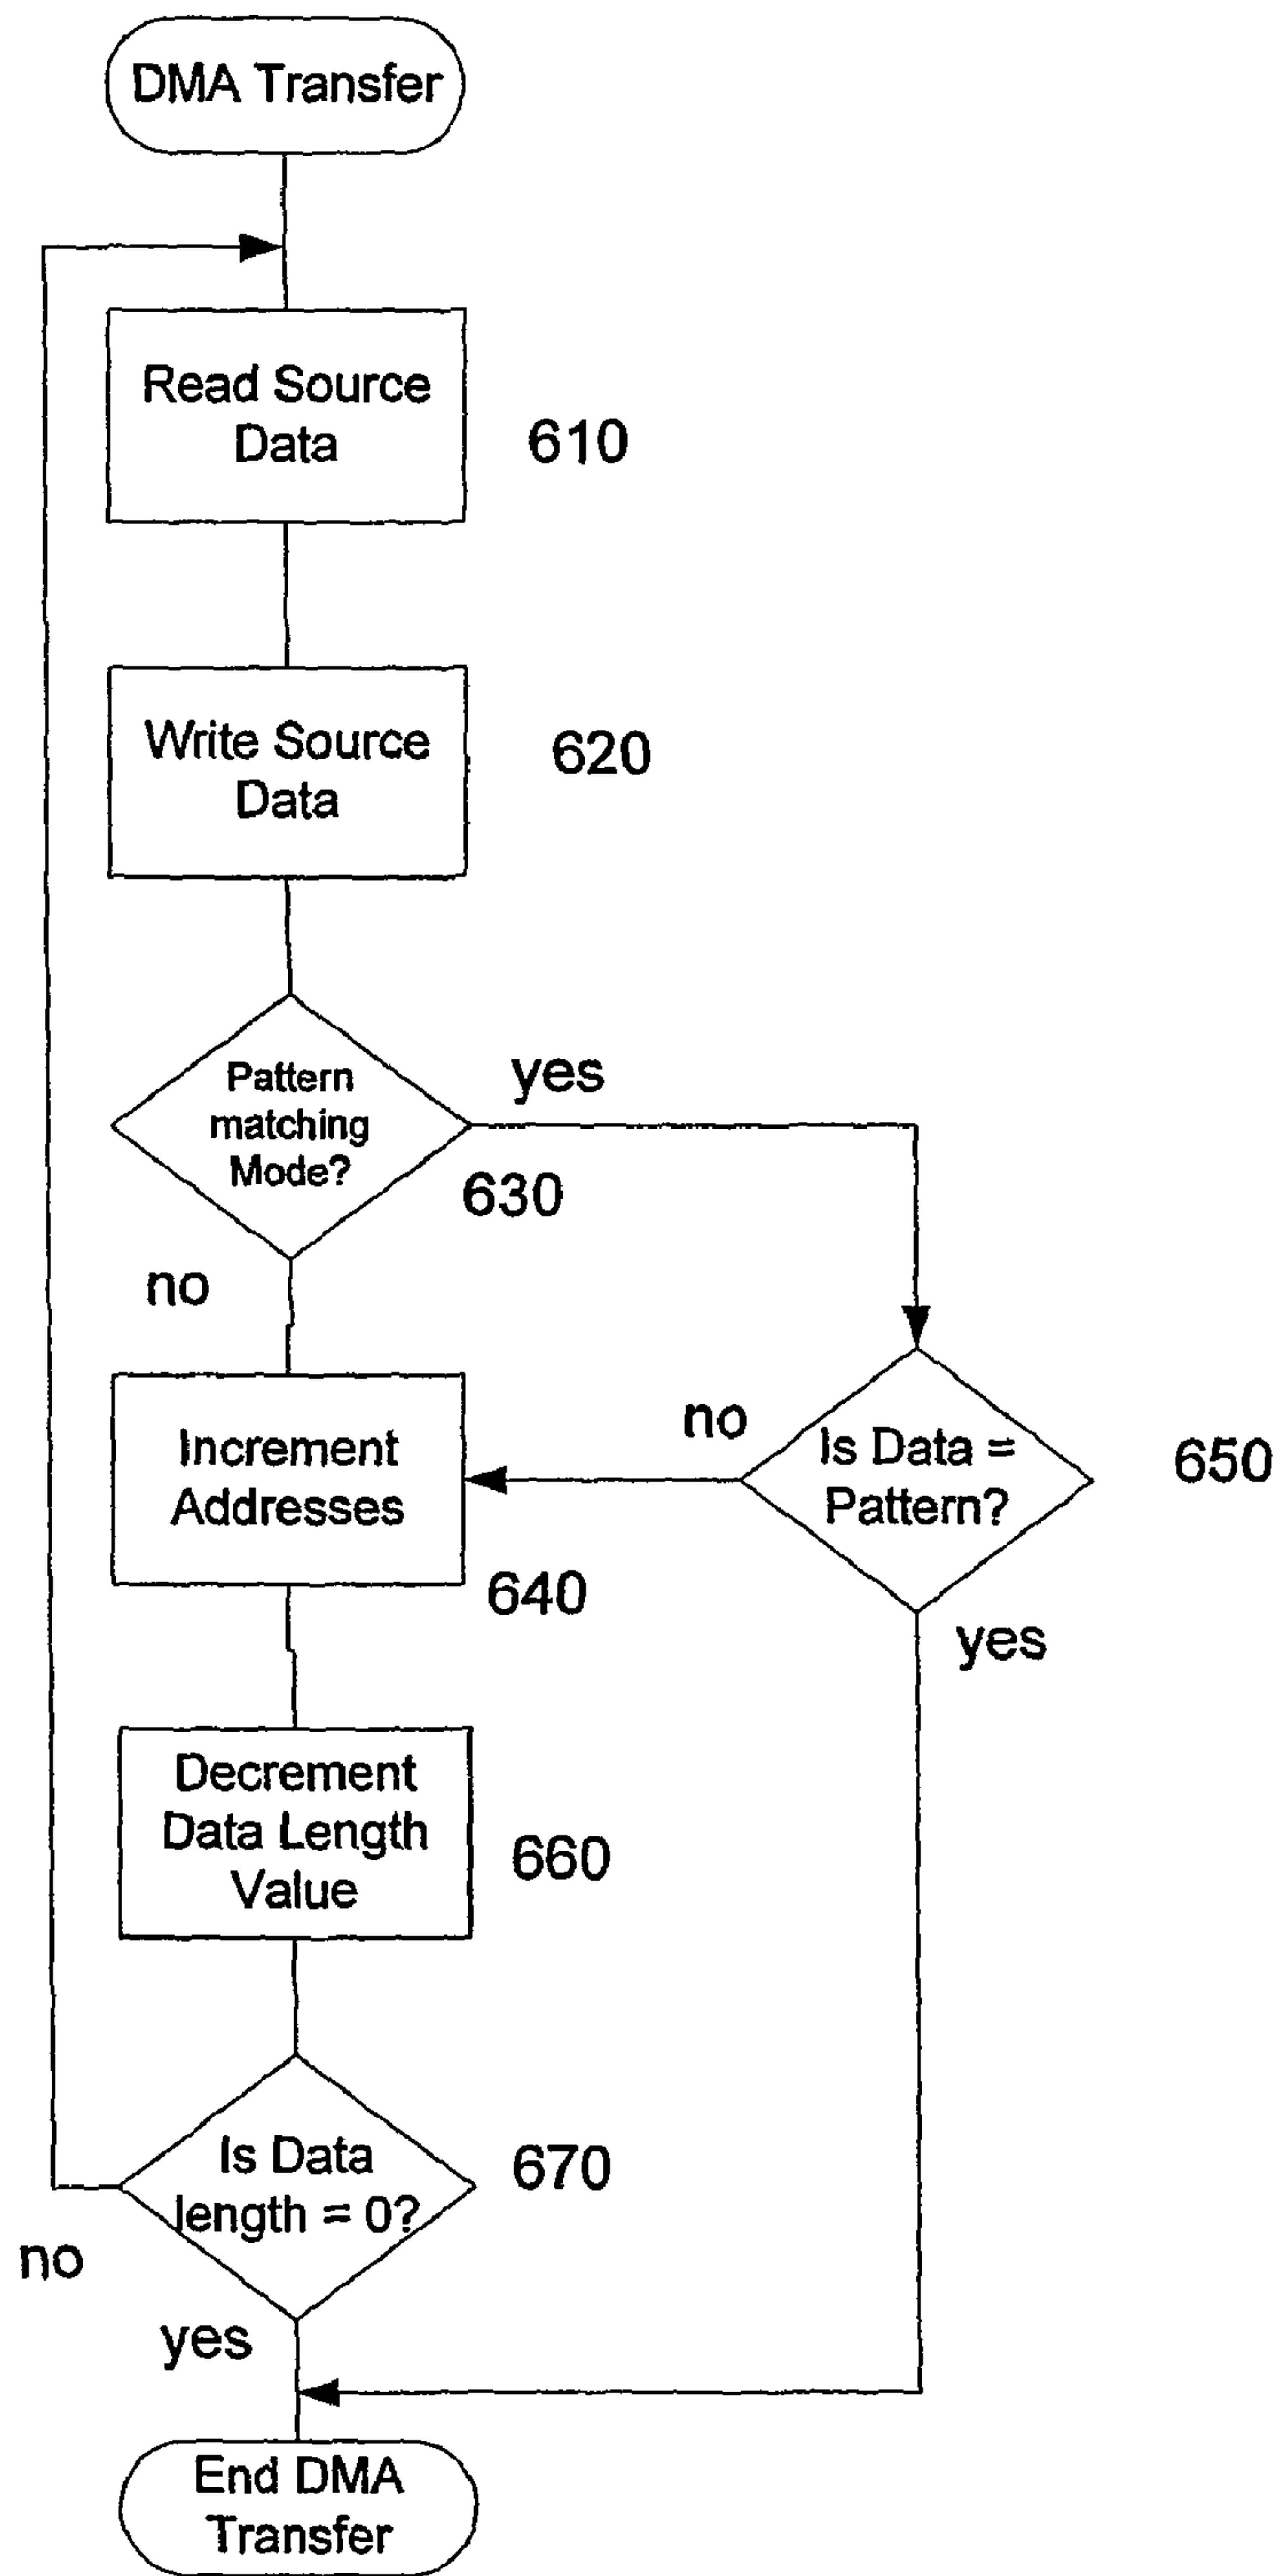 DMA Transfer
Read Source
Data
610
Write Source
Data
620
Pattern
matching
Mode?
yes
630
no
Increment
Addresses
640
no
Is Data =
Pattern?
650
yes
Decrement
Data Length
Value
660
Is Data
length = 0?
670
no
yes
End DMA
Transfer